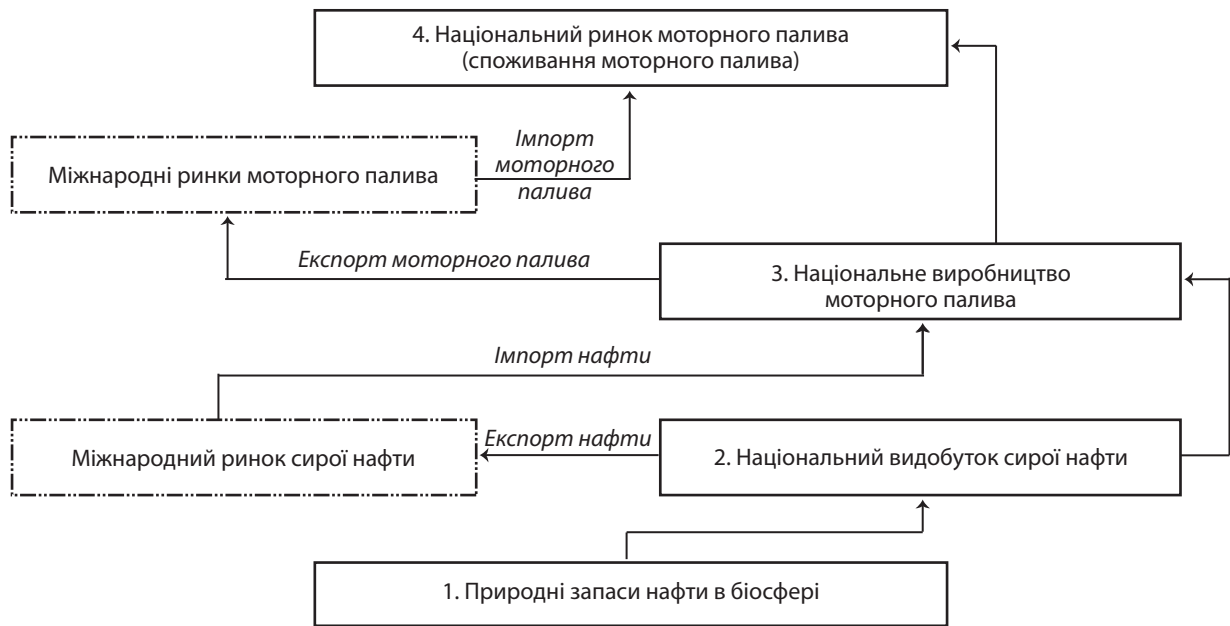 4. Національний ринок моторного палива
(споживання моторного палива)
Імпорт
моторного
палива
Міжнародні ринки моторного палива
Експорт моторного палива
3. Національне виробництво
моторного палива
Імпорт нафти
Міжнародний ринок сирої нафти
Експорт нафти
2. Національний видобуток сирої нафти
1. Природні запаси нафти в біосфері